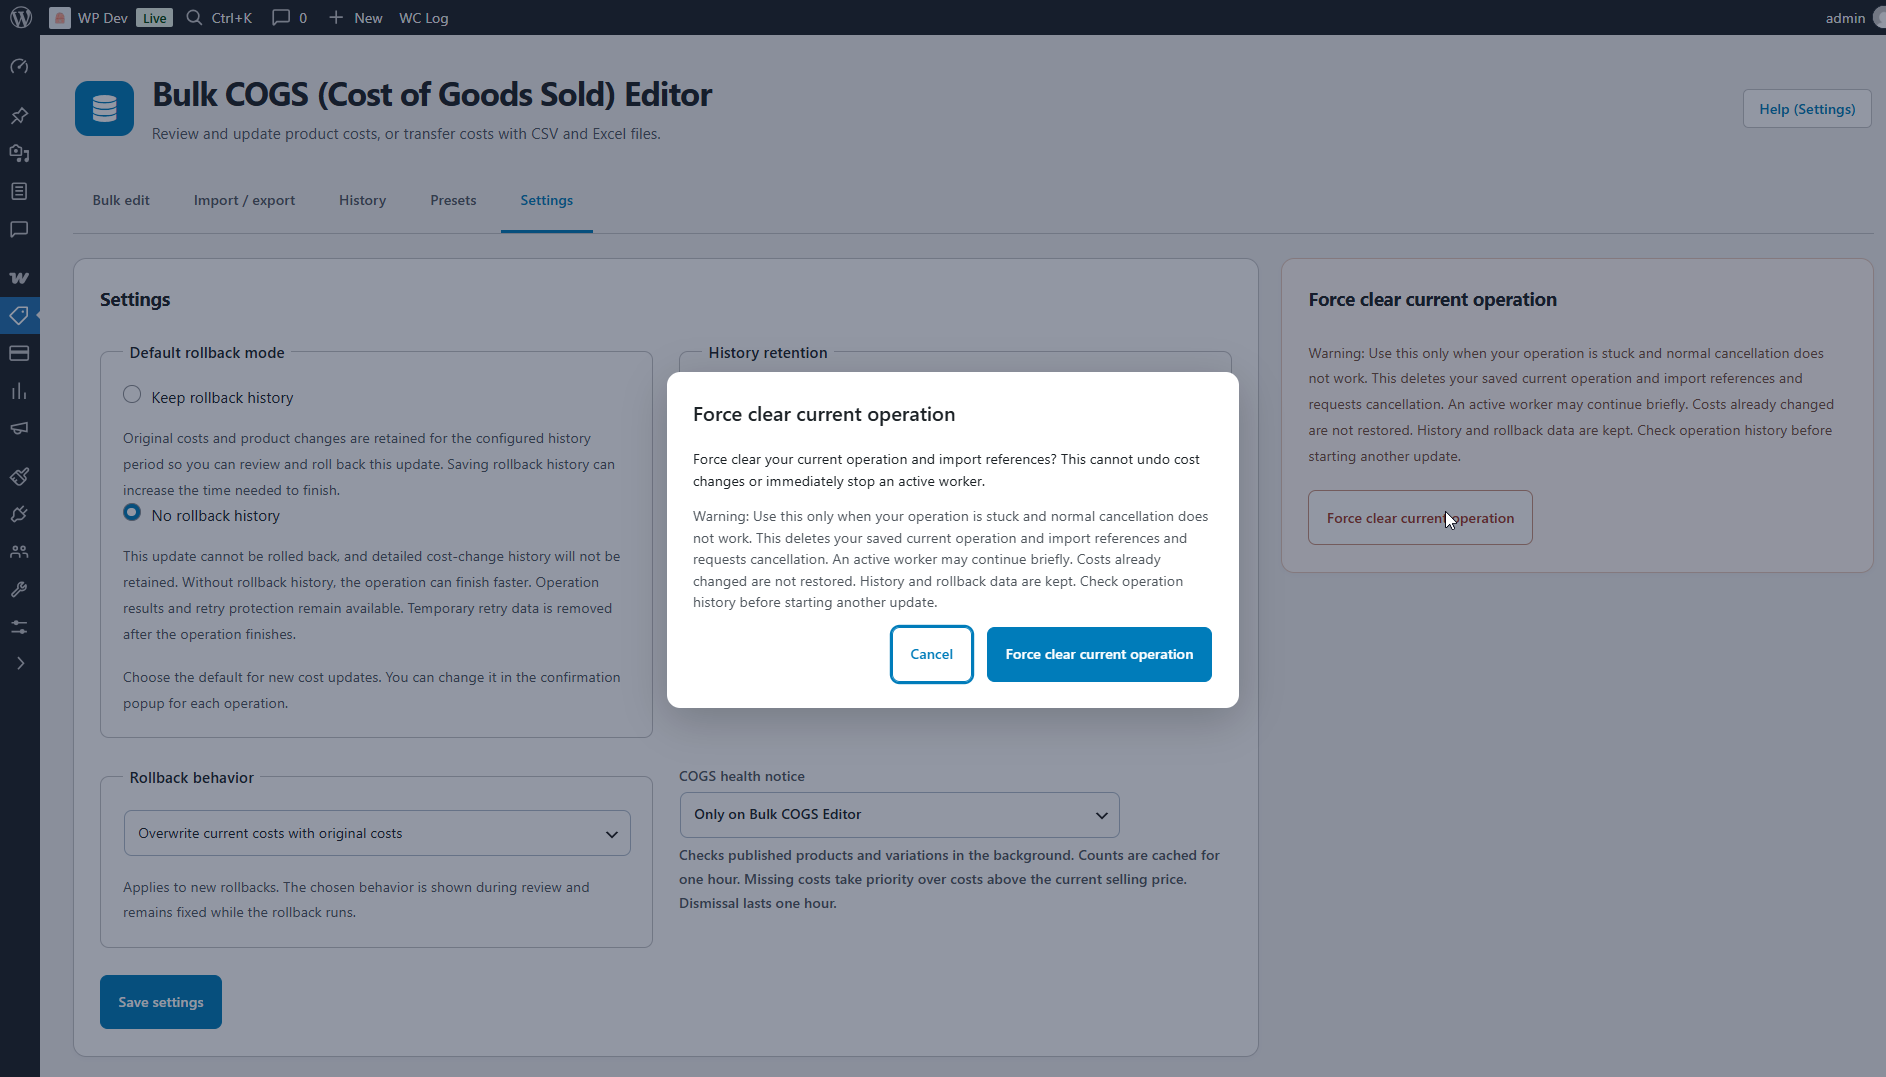 WP Dev
Live
Ctrl+K
0
New
WC Log
admin
Bulk COGS (Cost of Goods Sold) Editor
Review and update product costs, or transfer costs with CSV and Excel files.
Help (Settings)
Bulk edit
Import / export
History
Presets
Settings
Settings
Default rollback mode
Keep rollback history
Original costs and product changes are retained for the configured history
period so you can review and roll back this update. Saving rollback history can
increase the time needed to finish.
No rollback history
This update cannot be rolled back, and detailed cost-change history will not be
retained. Without rollback history, the operation can finish faster. Operation
results and retry protection remain available. Temporary retry data is removed
after the operation finishes.
Choose the default for new cost updates. You can change it in the confirmation
popup for each operation.
History retention
Force clear current operation
Force clear your current operation and import references? This cannot undo cost
changes or immediately stop an active worker.
Warning: Use this only when your operation is stuck and normal cancellation does
not work. This deletes your saved current operation and import references and
requests cancellation. An active worker may continue briefly. Costs already
changed are not restored. History and rollback data are kept. Check operation
history before starting another update.
Cancel
Force clear current operation
Rollback behavior
Overwrite current costs with original costs
Applies to new rollbacks. The chosen behavior is shown during review and
remains fixed while the rollback runs.
COGS health notice
Only on Bulk COGS Editor
Checks published products and variations in the background. Counts are cached for
one hour. Missing costs take priority over costs above the current selling price.
Dismissal lasts one hour.
Save settings
Force clear current operation
Warning: Use this only when your operation is stuck and normal cancellation does
not work. This deletes your saved current operation and import references and
requests cancellation. An active worker may continue briefly. Costs already changed
are not restored. History and rollback data are kept. Check operation history before
starting another update.
Force clear current operation